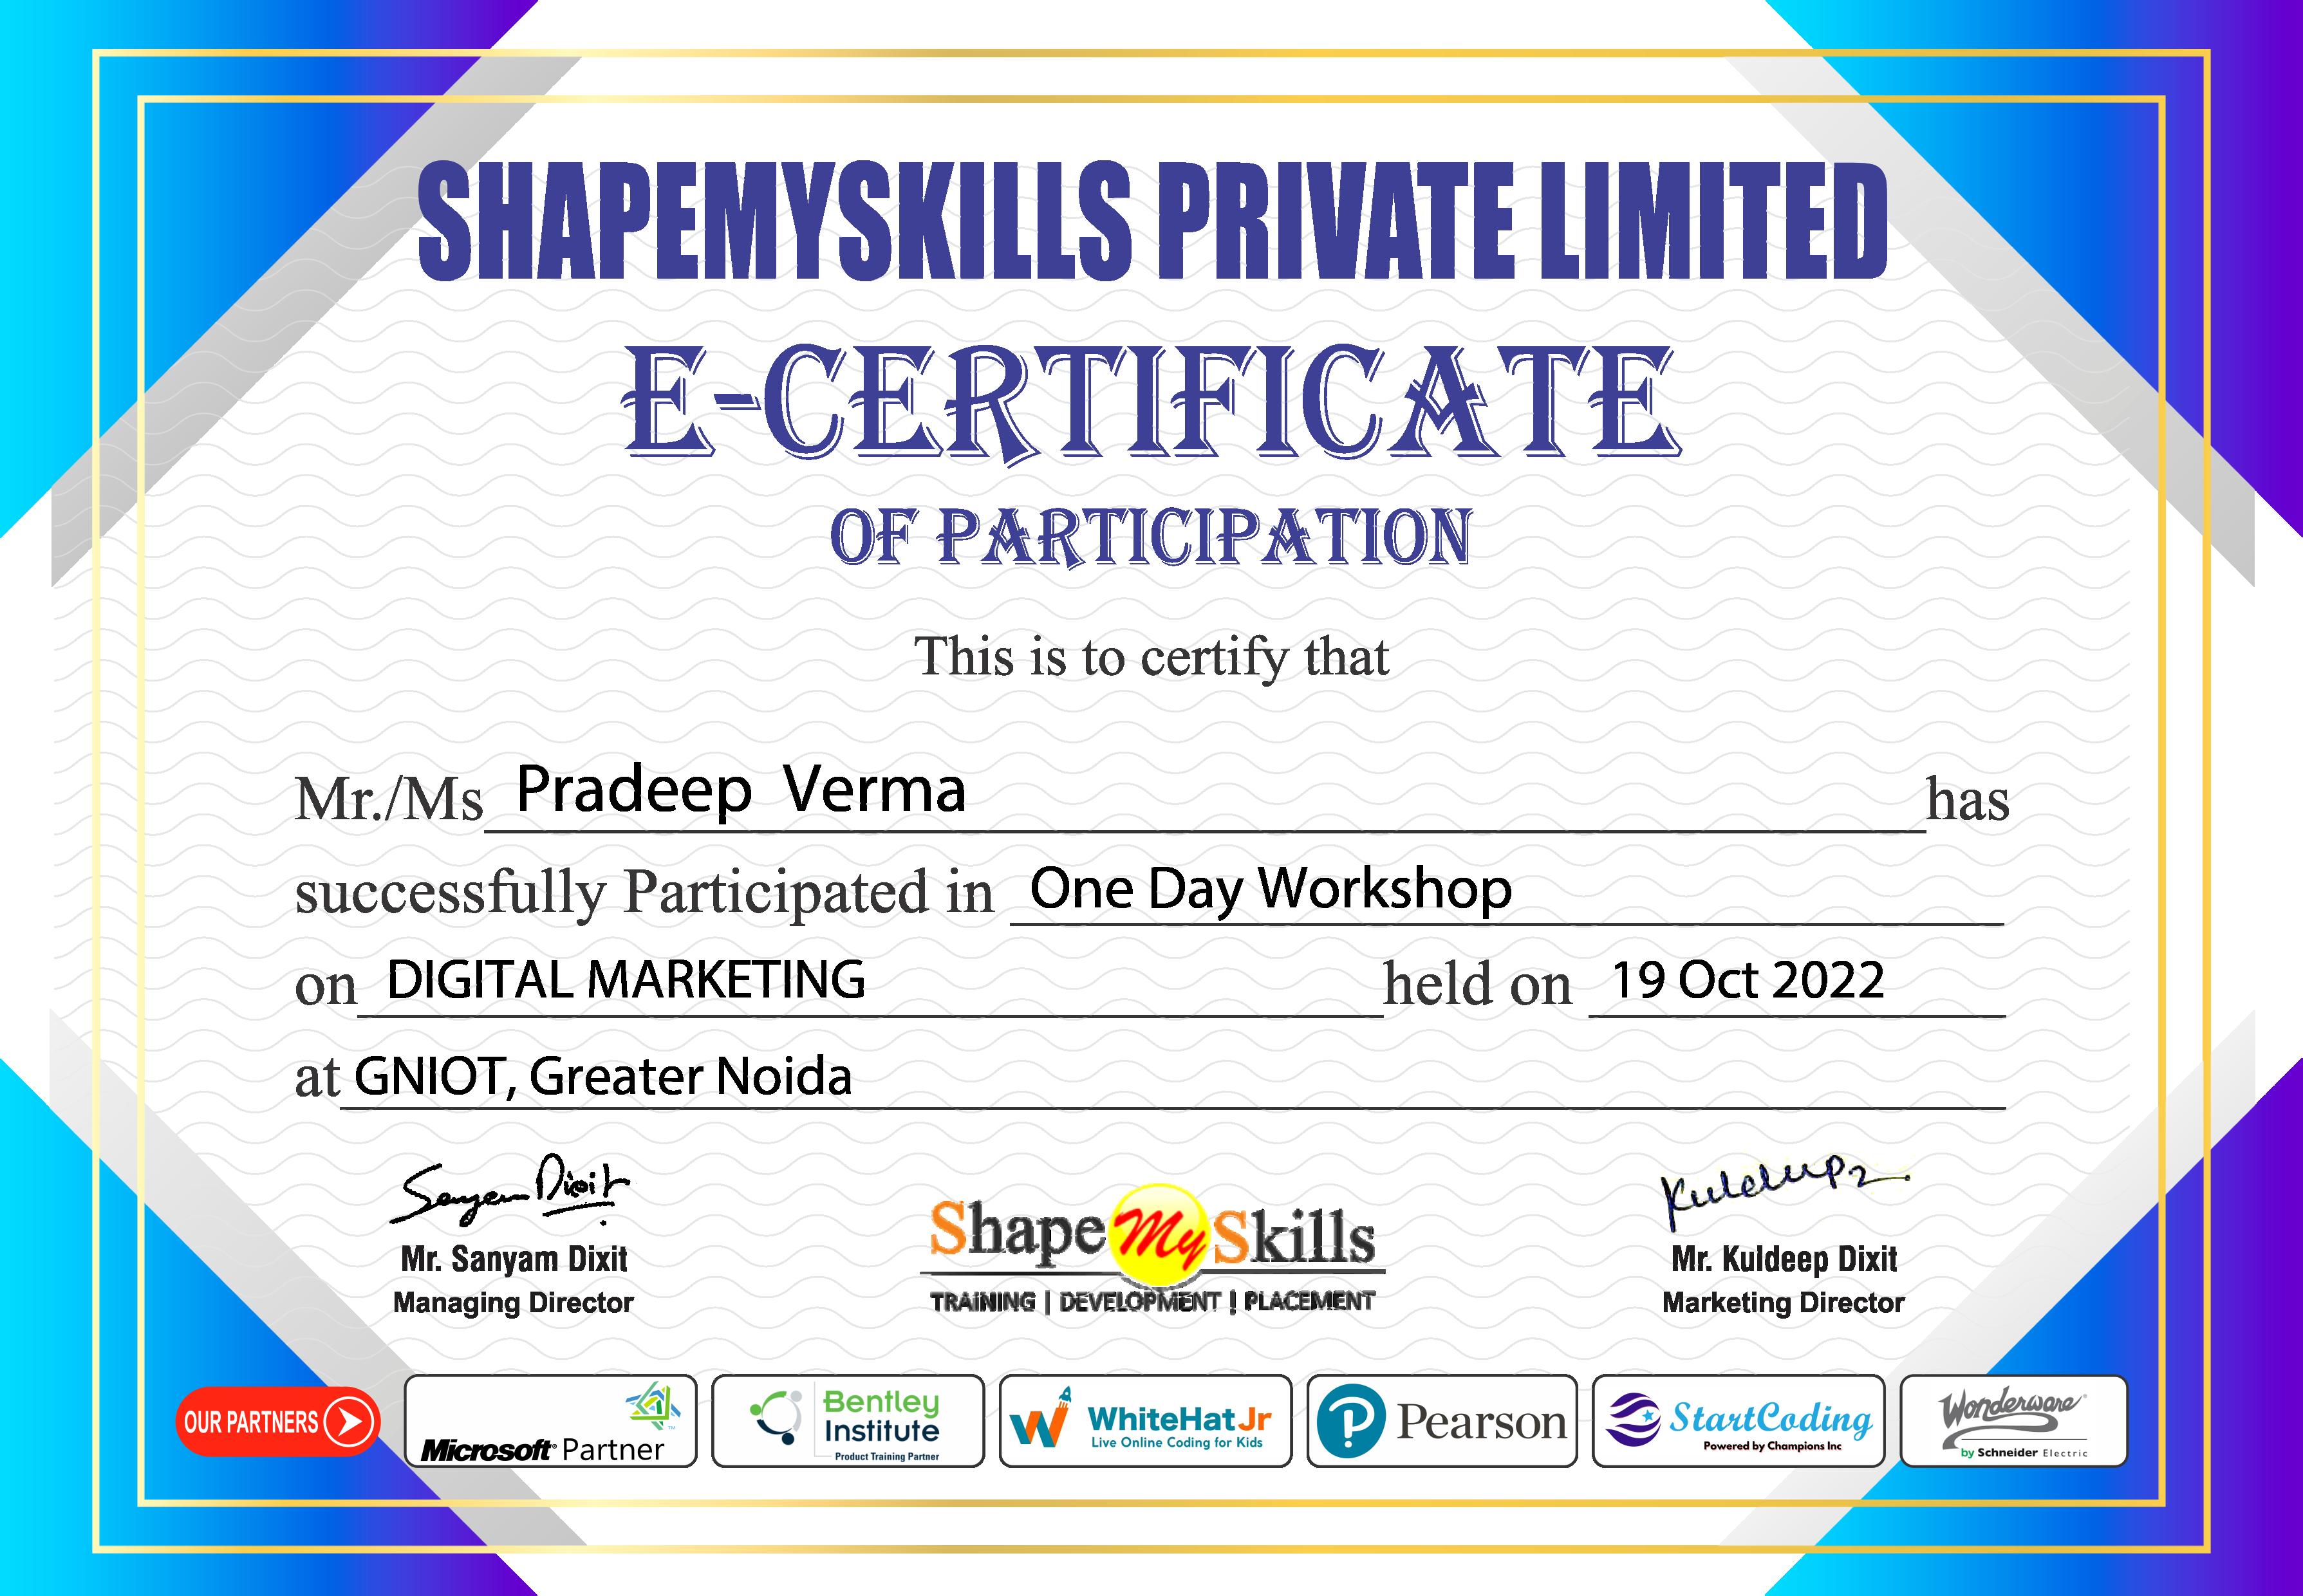 SHAPEMYSKILLS PRIVATE LIMITED
E-CERTIFICATE
OF PARTICIPATION
This is to certify that
Mr./Ms Pradeep Verma has
successfully Participated in One Day Workshop
on DIGITAL MARKETING held on 19 Oct 2022
at GNIOT, Greater Noida
Sanyam Dixit
Mr. Sanyam Dixit
Managing Director
Shape My Skills
TRAINING | DEVELOPMENT | PLACEMENT
Mr. Kuldeep Dixit
Marketing Director
OUR PARTNERS
Microsoft Partner
Bentley
Institute
Product Training Partner
WhiteHat Jr
Live Online Coding for Kids
Pearson
StartCoding
Powered by Champions Inc
Wonderware
by Schneider Electric